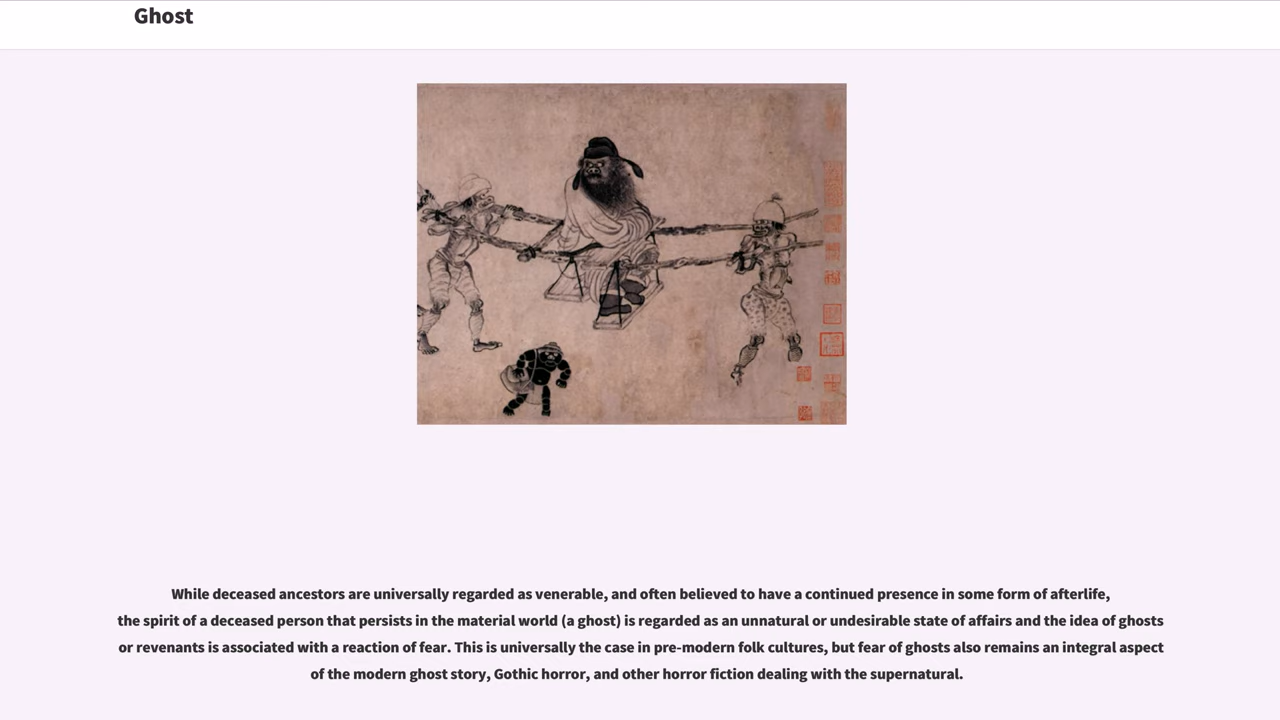 Ghost
While deceased ancestors are universally regarded as venerable, and often believed to have a continued presence in some form of afterlife,
the spirit of a deceased person that persists in the material world (a ghost) is regarded as an unnatural or undesirable state of affairs and the idea of ghosts
or revenants is associated with a reaction of fear. This is universally the case in pre-modern folk cultures, but fear of ghosts also remains an integral aspect
of the modern ghost story, Gothic horror, and other horror fiction dealing with the supernatural.